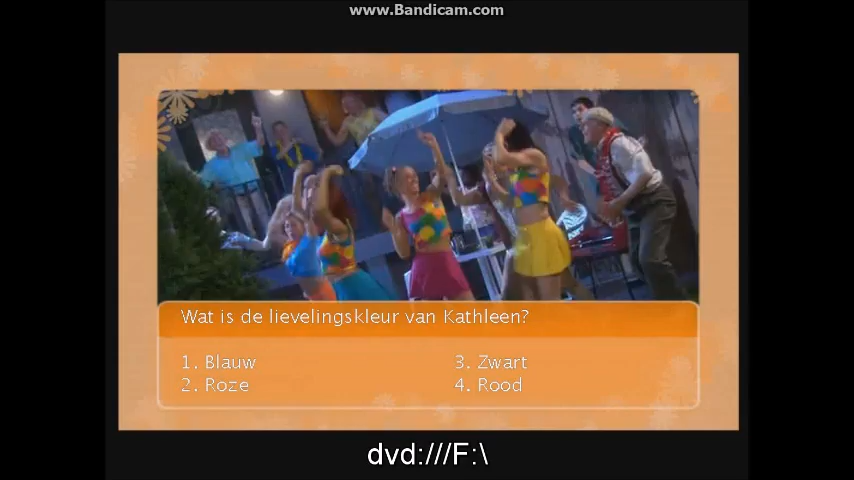 www.Bandicam.com
Wat is de lievelingskleur van Kathleen?
1. Blauw
2. Roze
3. Zwart
4. Rood
dvd:///F:\